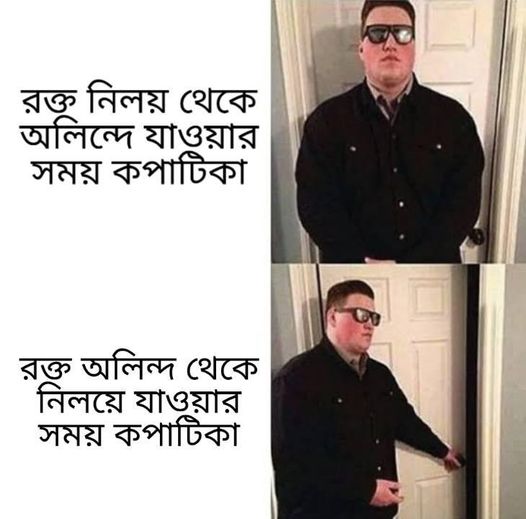 রক্ত নিলয় থেকে
অলিন্দে যাওয়ার
সময় কপাটিকা
রক্ত অলিন্দ থেকে
নিলয়ে যাওয়ার
সময় কপাটিকা